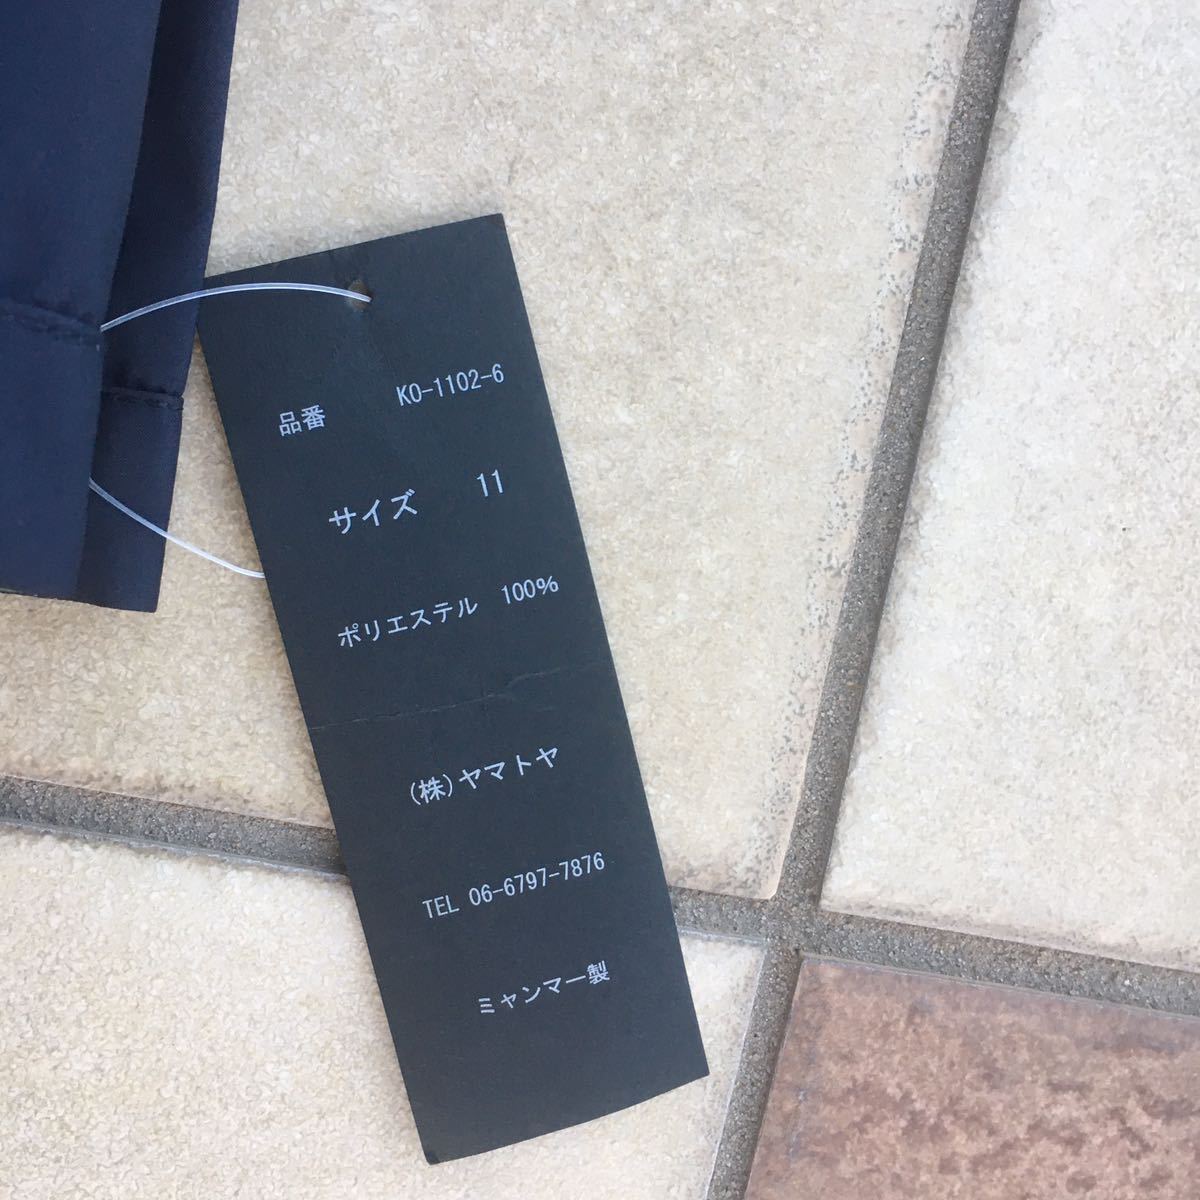 品番 KO-1102-6
サイズ 11
ポリエステル 100%
(株)ヤマトヤ
TEL 06-6797-7876
ミャンマー製